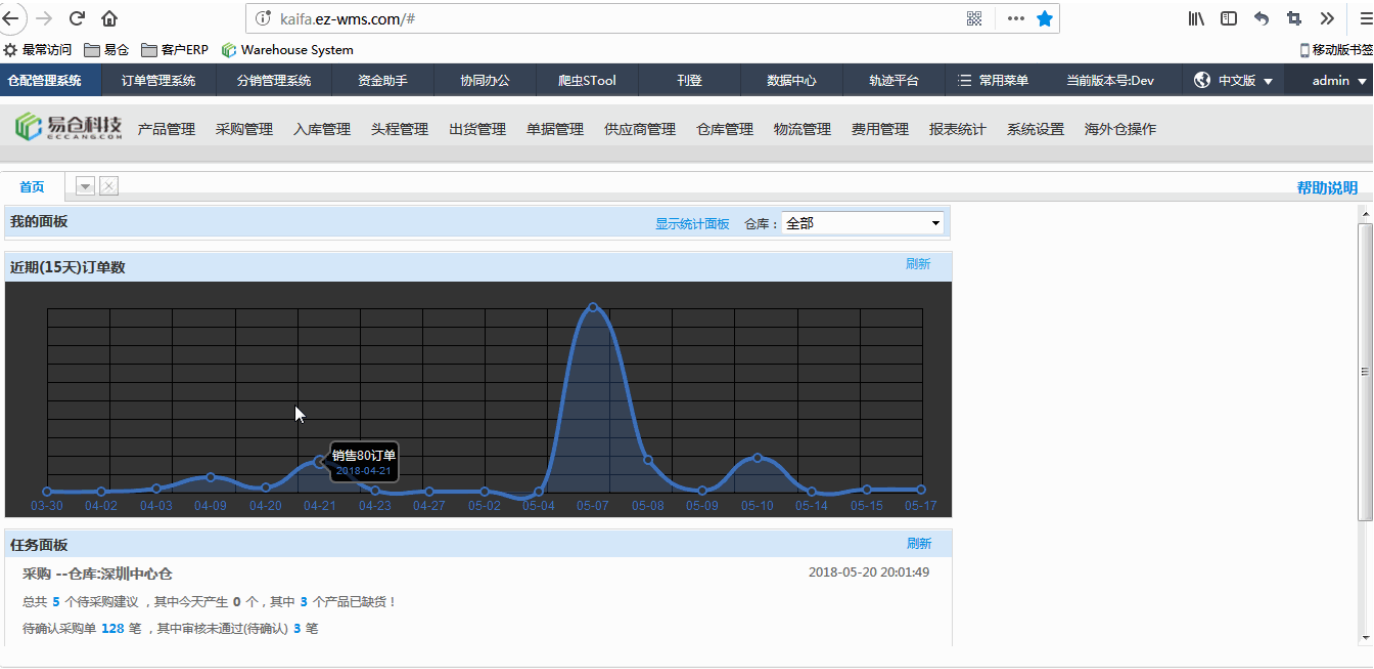 kaifa.ez-wms.com/#
最常访问 易仓 客户ERP Warehouse System 移动版书签
仓配管理系统 订单管理系统 分销管理系统 资金助手 协同办公 爬虫STool 刊登 数据中心 轨迹平台 常用菜单 当前版本号:Dev 中文版 admin
易仓科技 ECCANG.COM 产品管理 采购管理 入库管理 头程管理 出货管理 单据管理 供应商管理 仓库管理 物流管理 费用管理 报表统计 系统设置 海外仓操作
首页 帮助说明
我的面板 显示统计面板 仓库： 全部
近期(15天)订单数 刷新
销售80订单
2018-04-21
03-30 04-02 04-03 04-09 04-20 04-21 04-23 04-27 05-02 05-04 05-07 05-08 05-09 05-10 05-14 05-15 05-17
任务面板 刷新
采购 --仓库:深圳中心仓 2018-05-20 20:01:49
总共 5 个待采购建议 ，其中今天产生 0 个，其中 3 个产品已缺货！
待确认采购单 128 笔 ，其中审核未通过(待确认) 3 笔